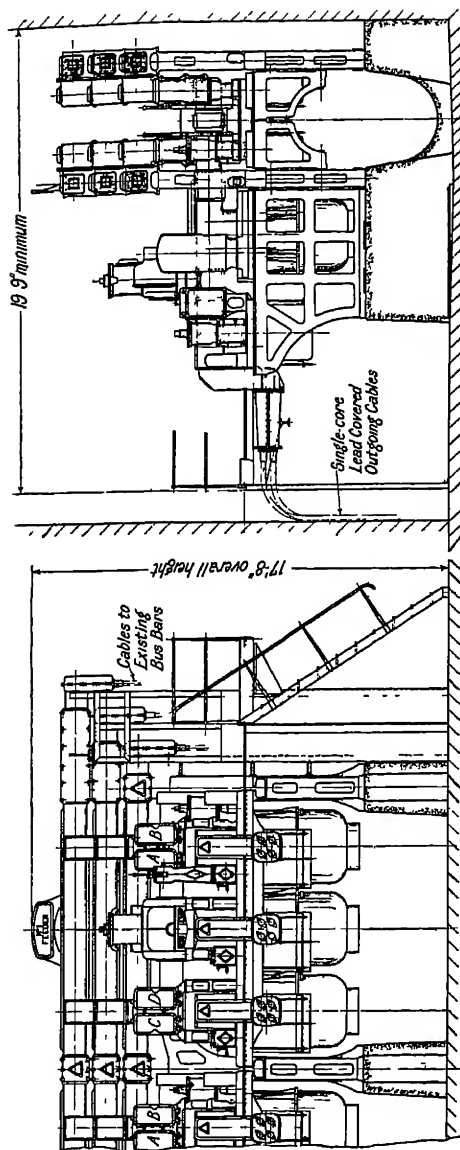 19'9" minimum
Single-core
Lead Covered
Outgoing Cables
17'-8" overall height
Cables to
Existing
Bus Bars
A
B
C
D
A
B